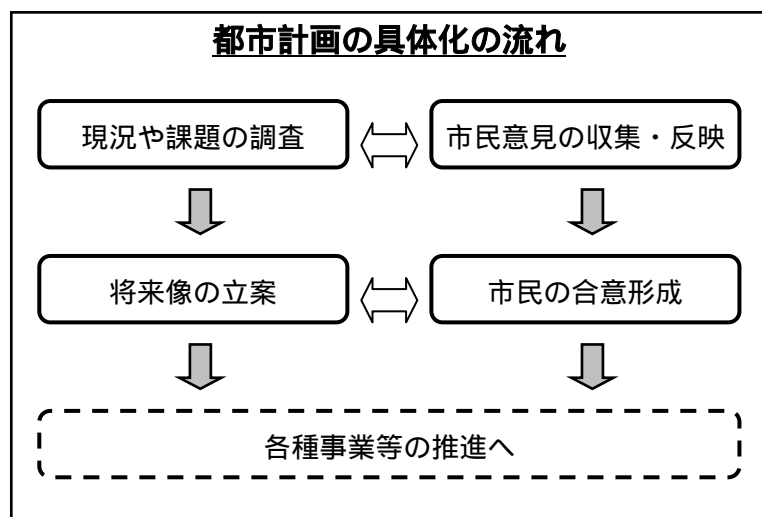 都市計画の具体化の流れ
現況や課題の調査
市民意見の収集・反映
将来像の立案
市民の合意形成
各種事業等の推進へ